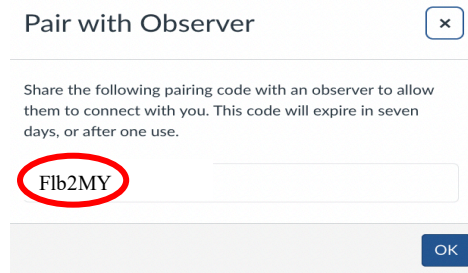 Pair with Observer
×
Share the following pairing code with an observer to allow
them to connect with you. This code will expire in seven
days, or after one use.
Flb2MY
OK